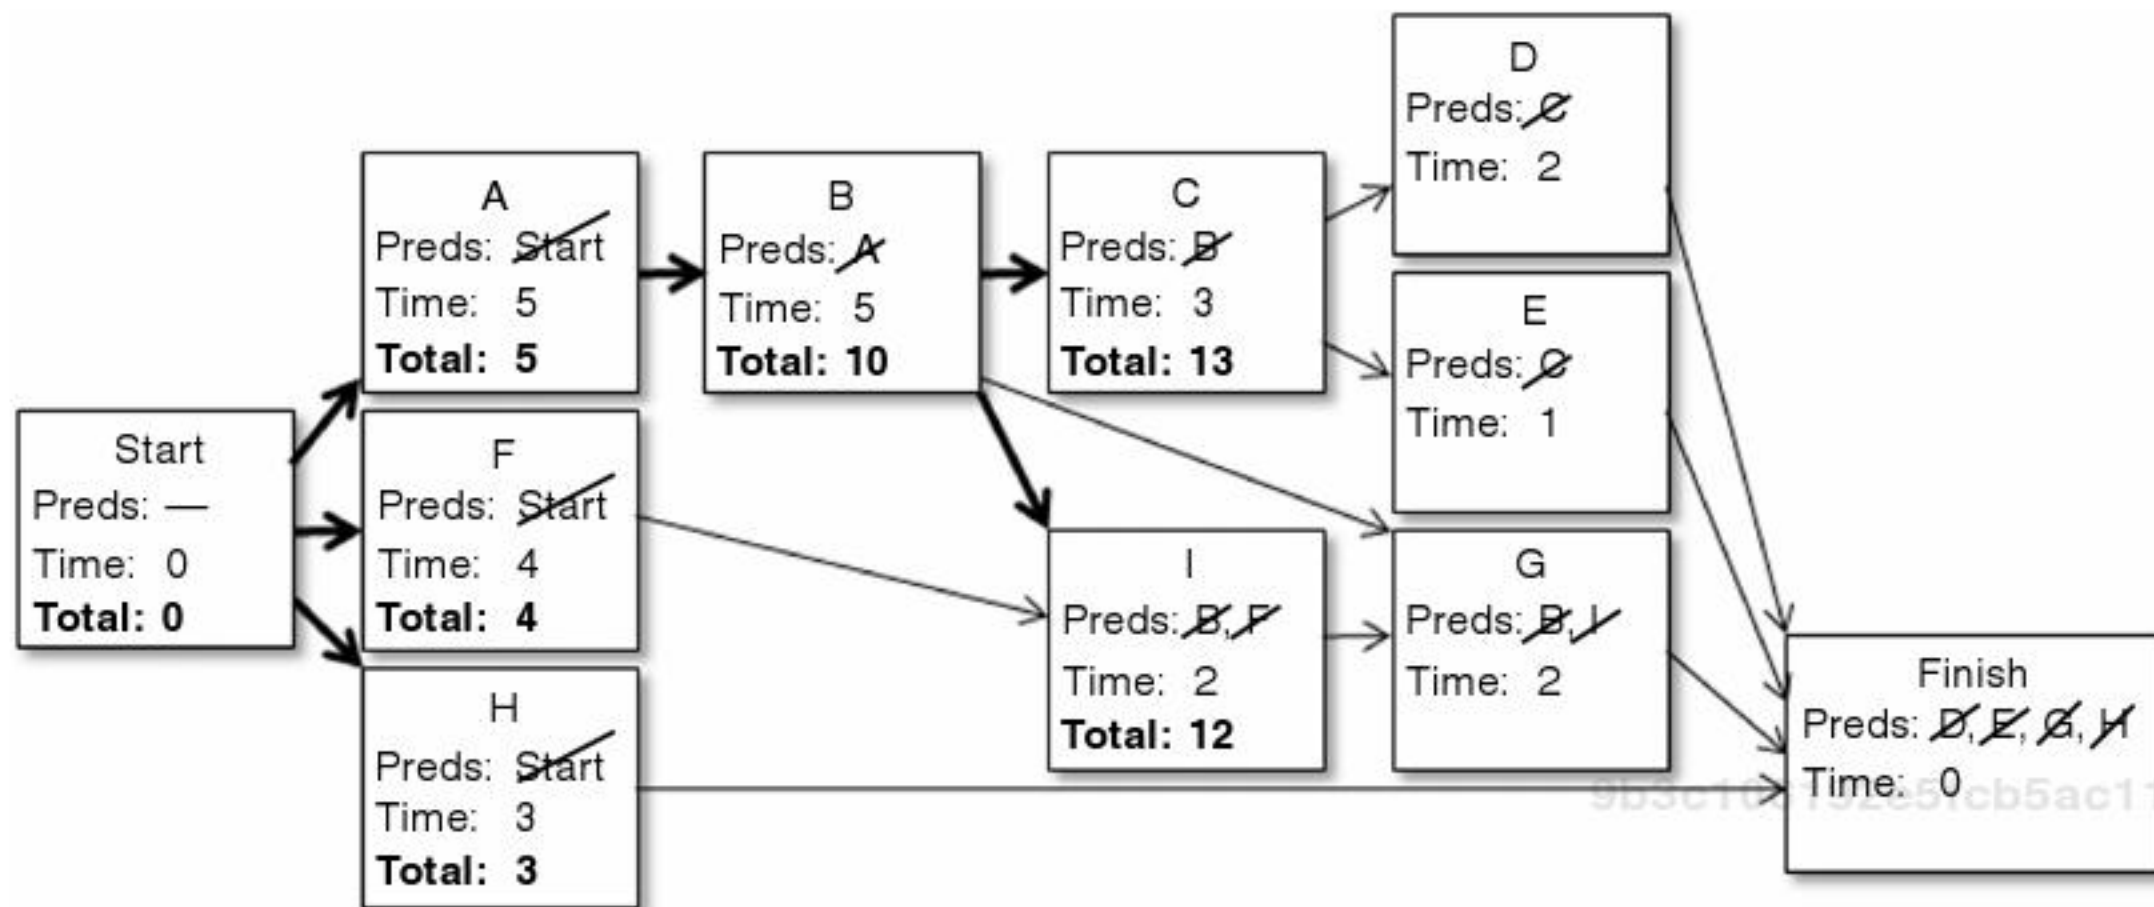 D
Preds: C
Time: 2
A
Preds: Start
Time: 5
Total: 5
B
Preds: A
Time: 5
Total: 10
C
Preds: B
Time: 3
Total: 13
E
Preds: C
Time: 1
Start
Preds: —
Time: 0
Total: 0
F
Preds: Start
Time: 4
Total: 4
I
Preds: B, F
Time: 2
Total: 12
G
Preds: B, I
Time: 2
H
Preds: Start
Time: 3
Total: 3
Finish
Preds: D, E, G, H
Time: 0